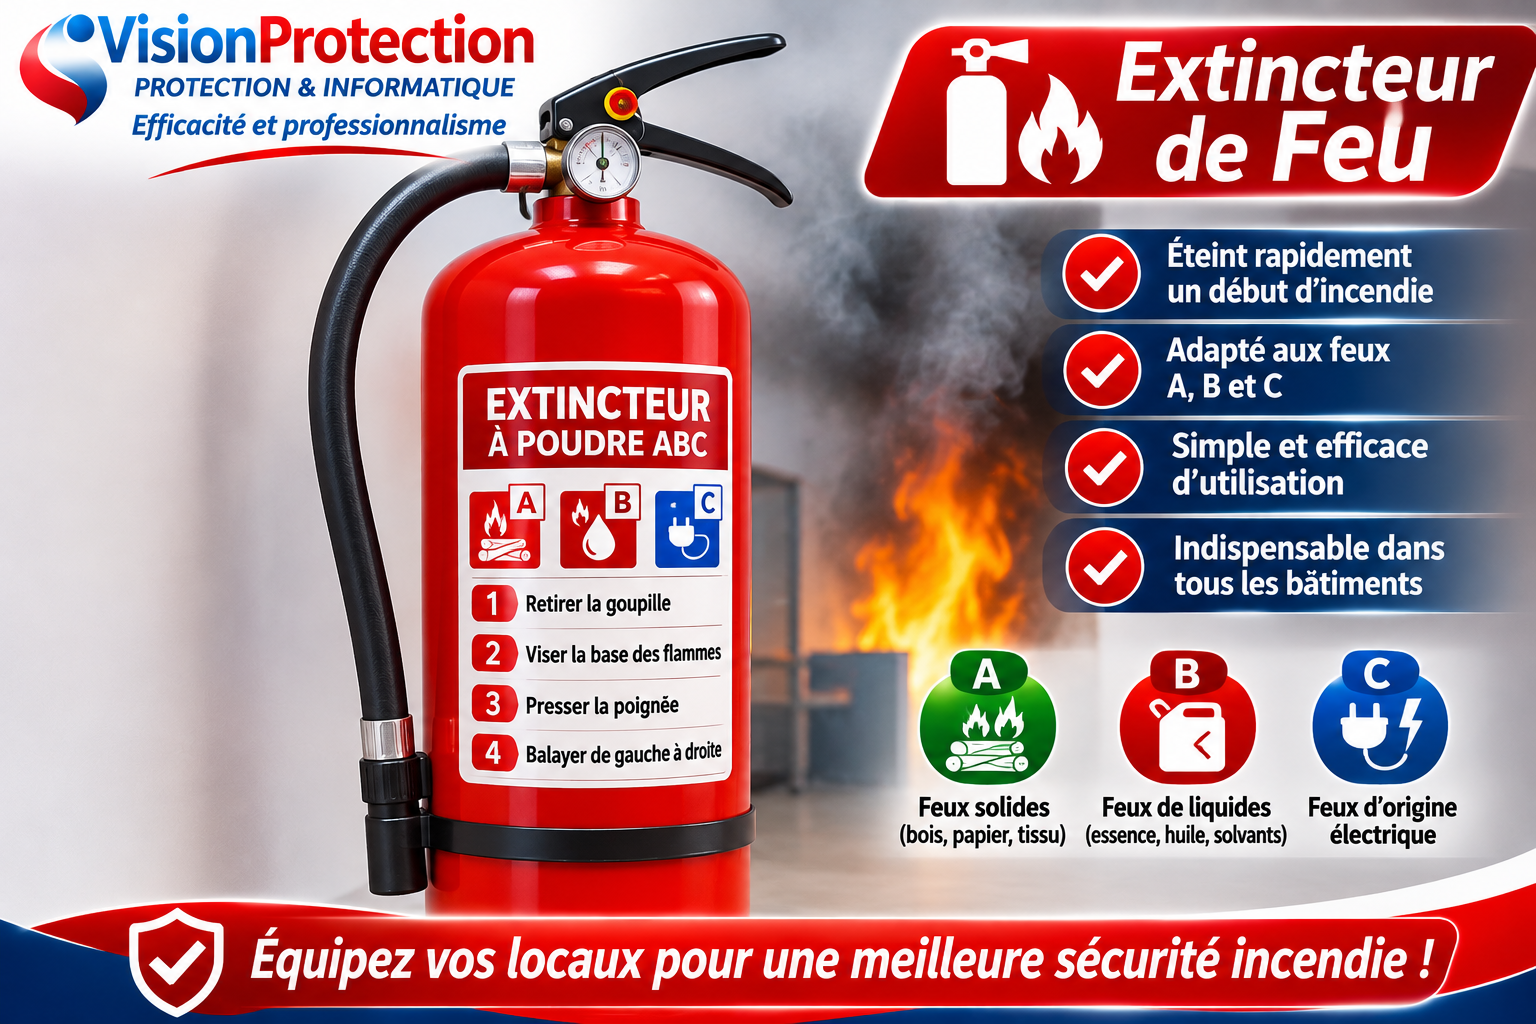 VisionProtection
PROTECTION & INFORMATIQUE
Efficacité et professionnalisme
Extincteur
de Feu
Éteint rapidement
un début d'incendie
Adapté aux feux
A, B et C
Simple et efficace
d'utilisation
Indispensable dans
tous les bâtiments
EXTINCTEUR
À POUDRE ABC
A B C
1 Retirer la goupille
2 Viser la base des flammes
3 Presser la poignée
4 Balayer de gauche à droite
A
Feux solides
(bois, papier, tissu)
B
Feux de liquides
(essence, huile, solvants)
C
Feux d'origine
électrique
Équipez vos locaux pour une meilleure sécurité incendie !